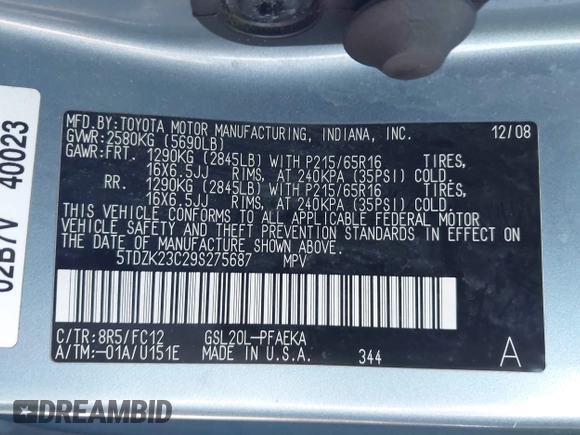 MFD.BY:TOYOTA MOTOR MANUFACTURING, INDIANA, INC. 12/08
GVWR:2580KG (5690LB)
GAWR:FRT. 1290KG (2845LB) WITH P215/65R16 TIRES,
16X6.5JJ RIMS, AT 240KPA (35PSI) COLD.
RR. 1290KG (2845LB) WITH P215/65R16 TIRES,
16X6.5JJ RIMS, AT 240KPA (35PSI) COLD.
THIS VEHICLE CONFORMS TO ALL APPLICABLE FEDERAL MOTOR
VEHICLE SAFETY AND THEFT PREVENTION STANDARDS IN EFFECT ON
THE DATE OF MANUFACTURE SHOWN ABOVE.
5TDZK23C29S275687 MPV
C/TR:8R5/FC12 GSL20L-PFAEKA
A/TM:-01A/U151E MADE IN U.S.A. 344 A
02B7V 40023
DREAMBID